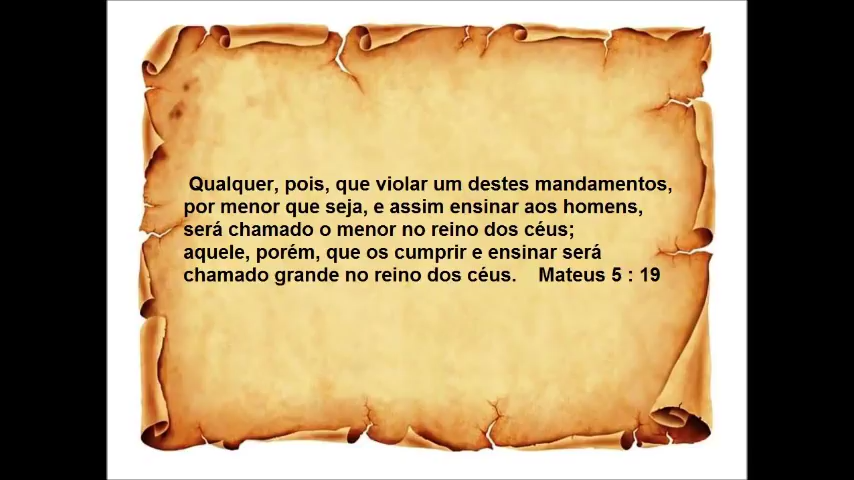 Qualquer, pois, que violar um destes mandamentos,
por menor que seja, e assim ensinar aos homens,
será chamado o menor no reino dos céus;
aquele, porém, que os cumprir e ensinar será
chamado grande no reino dos céus. Mateus 5 : 19